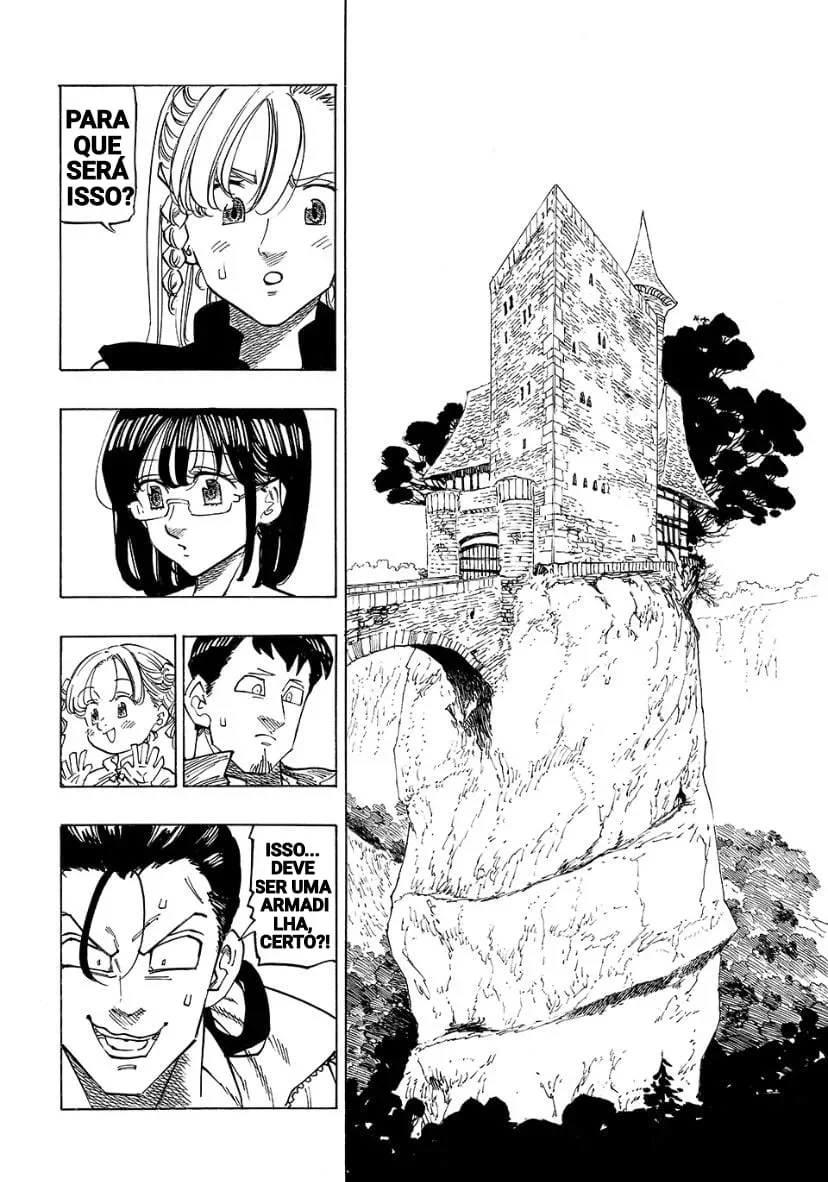 PARA
QUE
SERÁ
ISSO?
ISSO...
DEVE
SER UMA
ARMADI
LHA,
CERTO?!